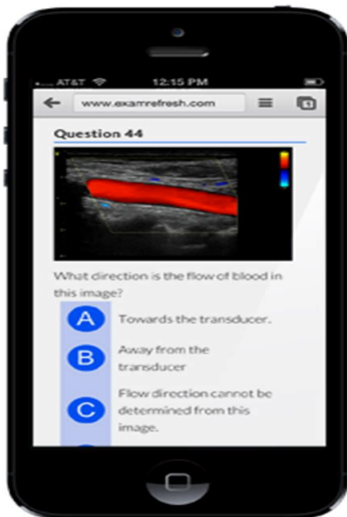 AT&T 12:15 PM
www.examrefresh.com 1
Question 44
What direction is the flow of blood in
this image?
A Towards the transducer.
B Away from the
transducer
C Flow direction cannot be
determined from this
image.